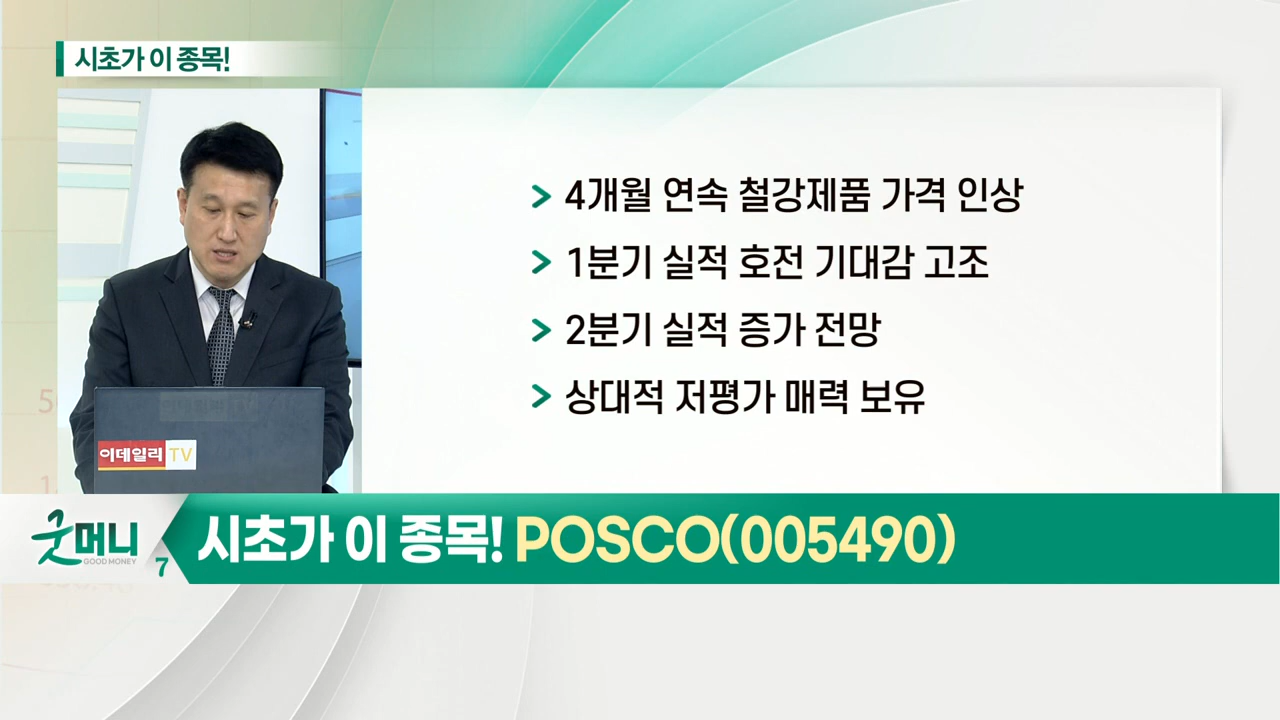 시초가 이 종목!
> 4개월 연속 철강제품 가격 인상
> 1분기 실적 호전 기대감 고조
> 2분기 실적 증가 전망
> 상대적 저평가 매력 보유
이데일리 TV
굿머니
GOOD MONEY
7
시초가 이 종목! POSCO(005490)